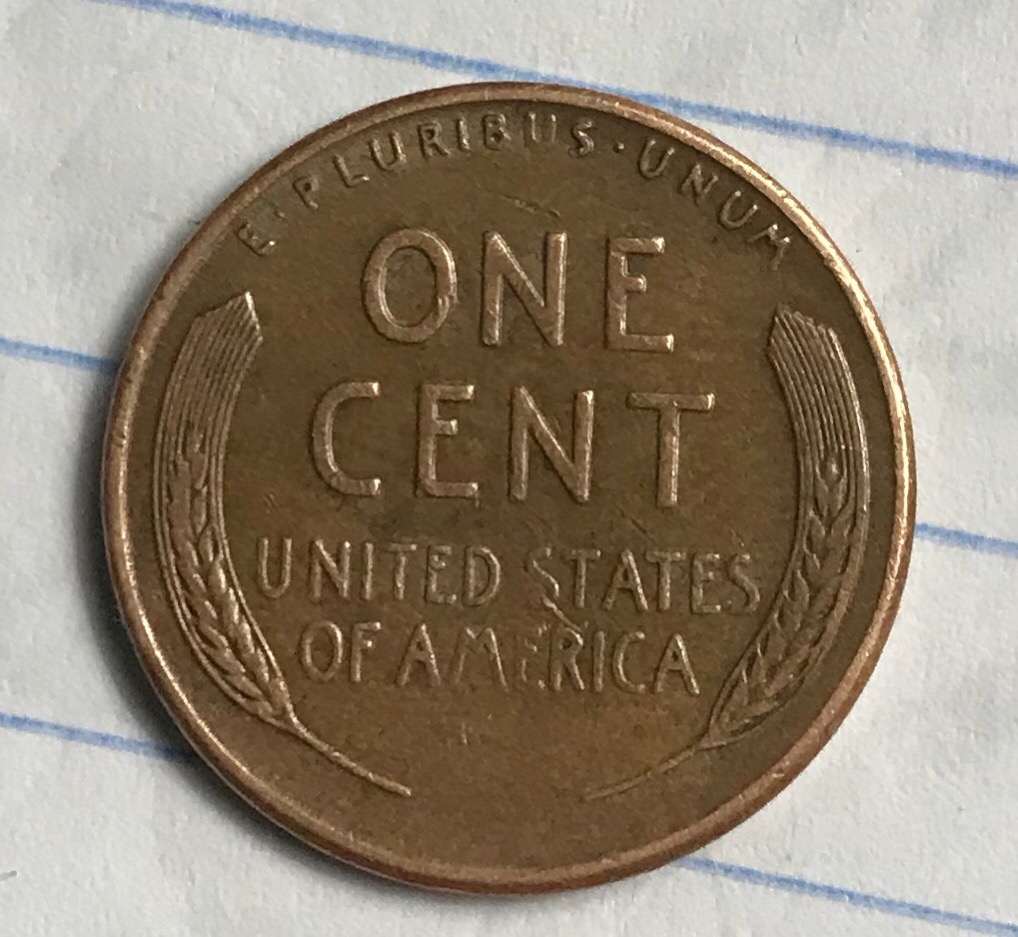 E·PLURIBUS·UNUM
ONE
CENT
UNITED STATES
OF AMERICA